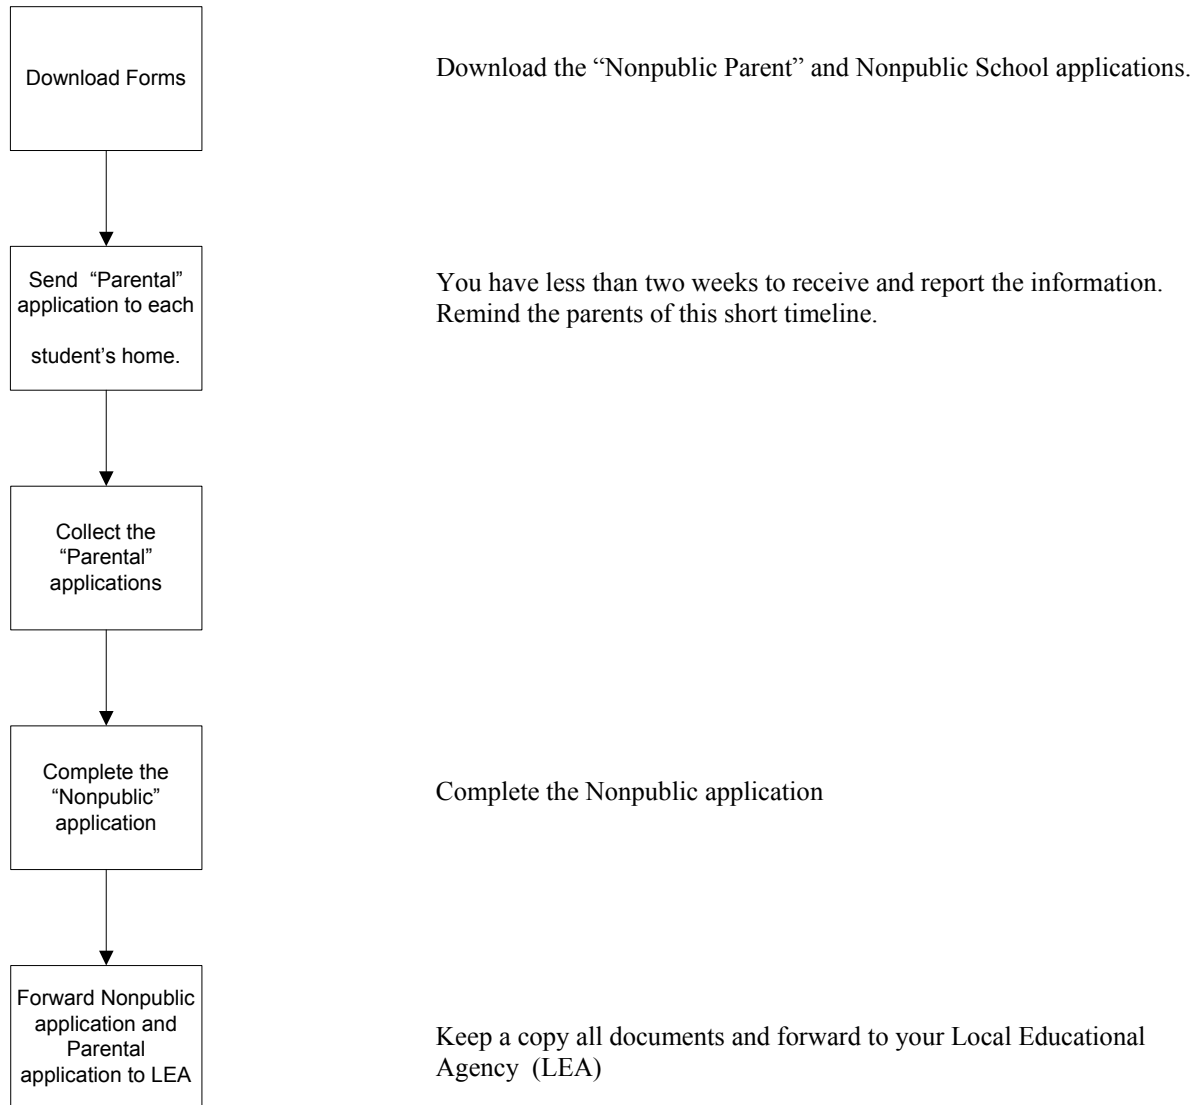 Download Forms
Download the “Nonpublic Parent” and Nonpublic School applications.
Send “Parental”
application to each
student’s home.
You have less than two weeks to receive and report the information.
Remind the parents of this short timeline.
Collect the
“Parental”
applications
Complete the
“Nonpublic”
application
Complete the Nonpublic application
Forward Nonpublic
application and
Parental
application to LEA
Keep a copy all documents and forward to your Local Educational
Agency (LEA)